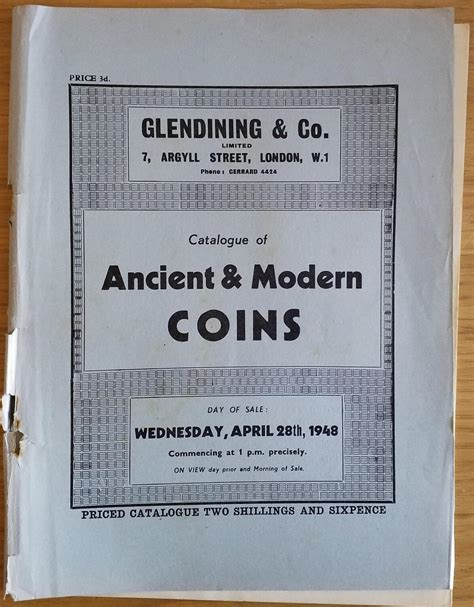 PRICE 3d.
GLENDINING & Co.
LIMITED
7, ARGYLL STREET, LONDON, W.1
Phone: GERRARD 4424
Catalogue of
Ancient & Modern
COINS
DAY OF SALE:
WEDNESDAY, APRIL 28th, 1948
Commencing at 1 p.m. precisely.
ON VIEW day prior and Morning of Sale.
PRICED CATALOGUE TWO SHILLINGS AND SIXPENCE